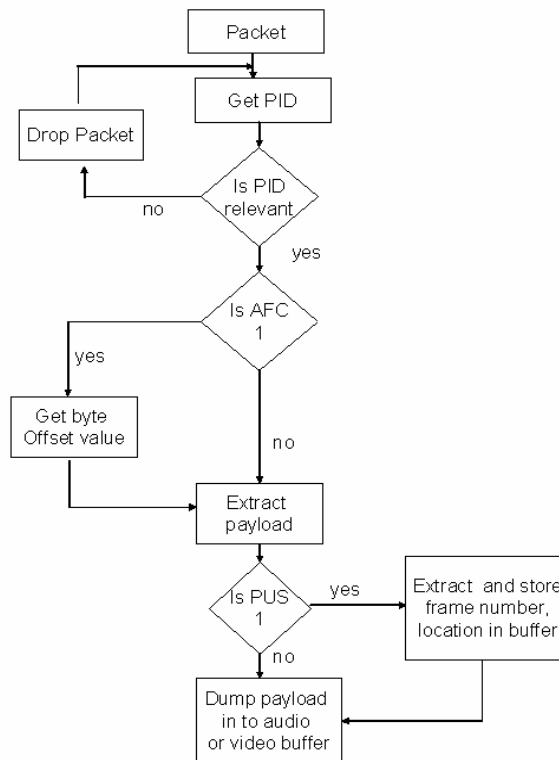 Packet
Get PID
Drop Packet
Is PID
relevant
no
yes
Is AFC
1
yes
Get byte
Offset value
no
Extract
payload
Is PUS
1
yes
Extract and store
frame number,
location in buffer
no
Dump payload
in to audio
or video buffer